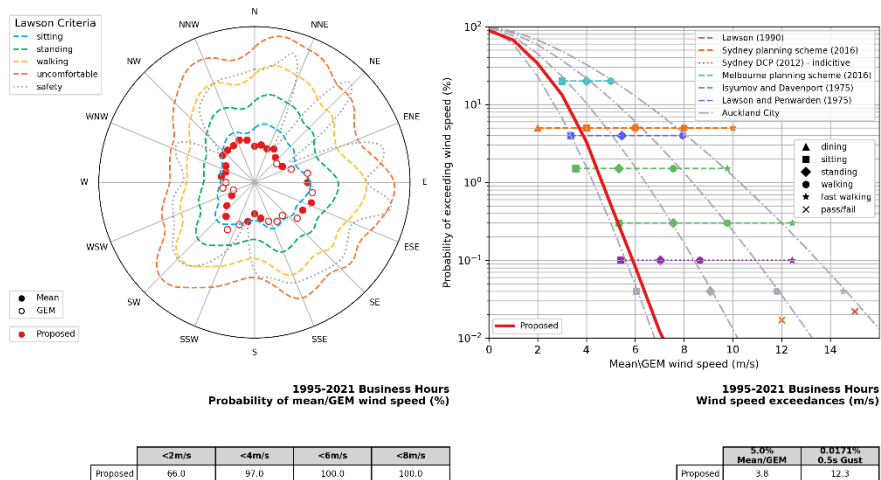 Lawson Criteria
sitting
standing
walking
uncomfortable
safety
N
NNE
ENE
E
ESE
SE
SSE
S
SSW
SW
WSW
W
WNW
NW
NNW
Mean
GEM
Proposed
1995-2021 Business Hours
Probability of mean/GEM wind speed (%)
<2m/s <4m/s <6m/s <8m/s
Proposed 66.0 97.0 100.0 100.0
Probability of exceeding wind speed (%)
10²
10¹
10⁰
10⁻¹
10⁻²
0 2 4 6 8 10 12 14
Mean\GEM wind speed (m/s)
Lawson (1990)
Sydney planning scheme (2016)
Sydney DCP (2012) - indicitive
Melbourne planning scheme (2016)
Isyumov and Davenport (1975)
Lawson and Penwarden (1975)
Auckland City
dining
sitting
standing
walking
fast walking
pass/fail
Proposed
1995-2021 Business Hours
Wind speed exceedances (m/s)
5.0% 0.0171%
Mean/GEM 0.5s Gust
Proposed 3.8 12.3